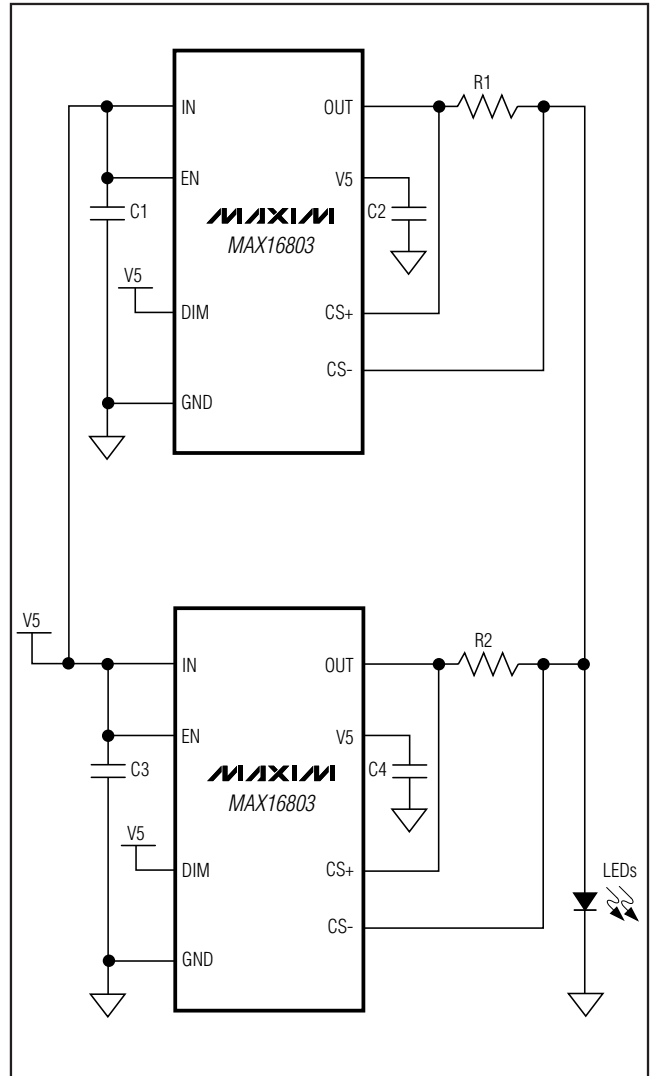 R1
IN
OUT
EN
V5
C1
C2
MAXIM
MAX16803
V5
DIM
CS+
CS-
GND
V5
R2
IN
OUT
EN
V5
C3
C4
MAXIM
MAX16803
V5
DIM
CS+
LEDs
CS-
GND